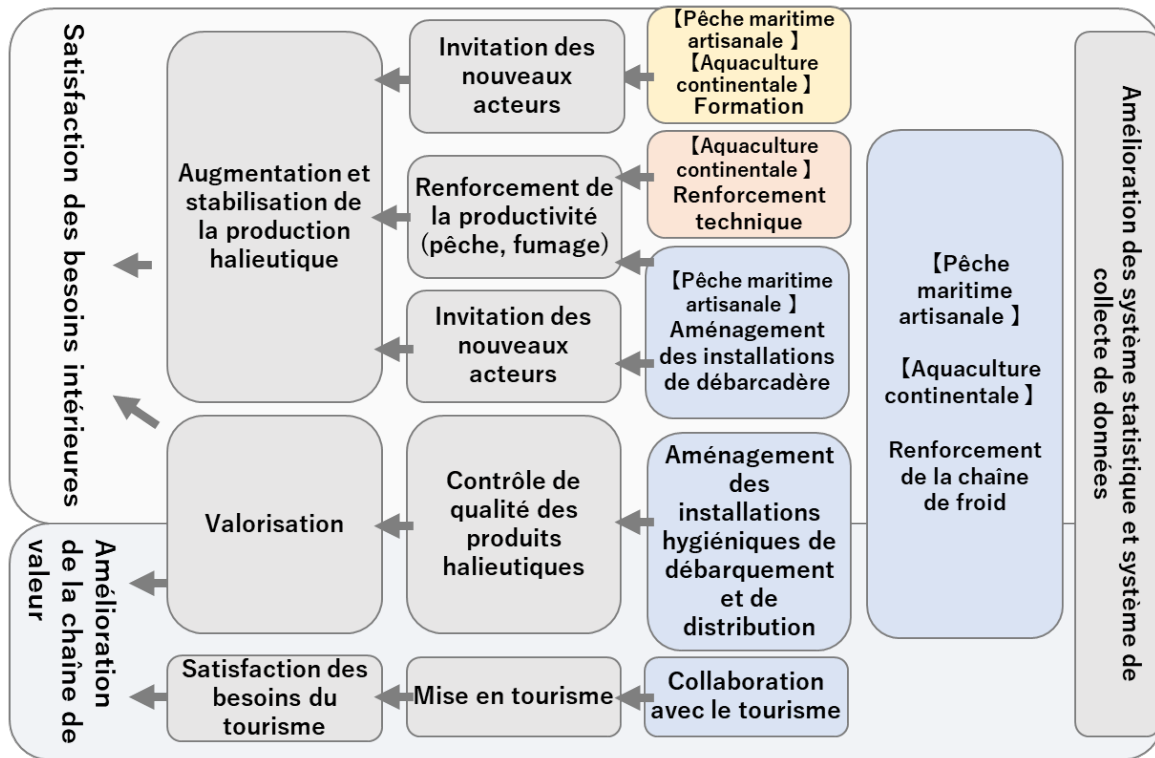 Satisfaction des besoins intérieures
Amélioration
de la chaîne de
valeur
Augmentation et
stabilisation de
la production
halieutique
Valorisation
Satisfaction des
besoins du
tourisme
Invitation des
nouveaux
acteurs
Renforcement de
la productivité
(pêche, fumage)
Invitation des
nouveaux
acteurs
Contrôle de
qualité des
produits
halieutiques
Mise en tourisme
【Pêche maritime
artisanale】
【Aquaculture
continentale】
Formation
【Aquaculture
continentale】
Renforcement
technique
【Pêche maritime
artisanale】
Aménagement
des installations
de débarcadère
Aménagement
des
installations
hygiéniques de
débarquement
et de
distribution
Collaboration
avec le tourisme
【Pêche
maritime
artisanale】
【Aquaculture
continentale】
Renforcement
de la chaîne
de froid
Amélioration des système statistique et système de
collecte de données